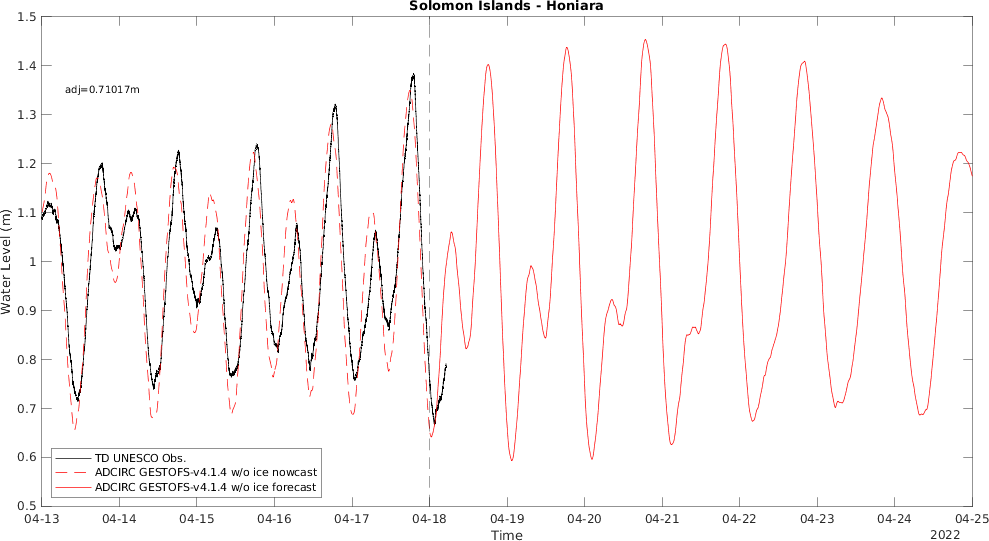 Solomon Islands - Honiara
1.5
1.4
1.3
1.2
1.1
1
0.9
0.8
0.7
0.6
0.5
Water Level (m)
adj=0.71017m
TD UNESCO Obs.
ADCIRC GESTOFS-v4.1.4 w/o ice nowcast
ADCIRC GESTOFS-v4.1.4 w/o ice forecast
04-13 04-14 04-15 04-16 04-17 04-18 04-19 04-20 04-21 04-22 04-23 04-24 04-25
Time
2022